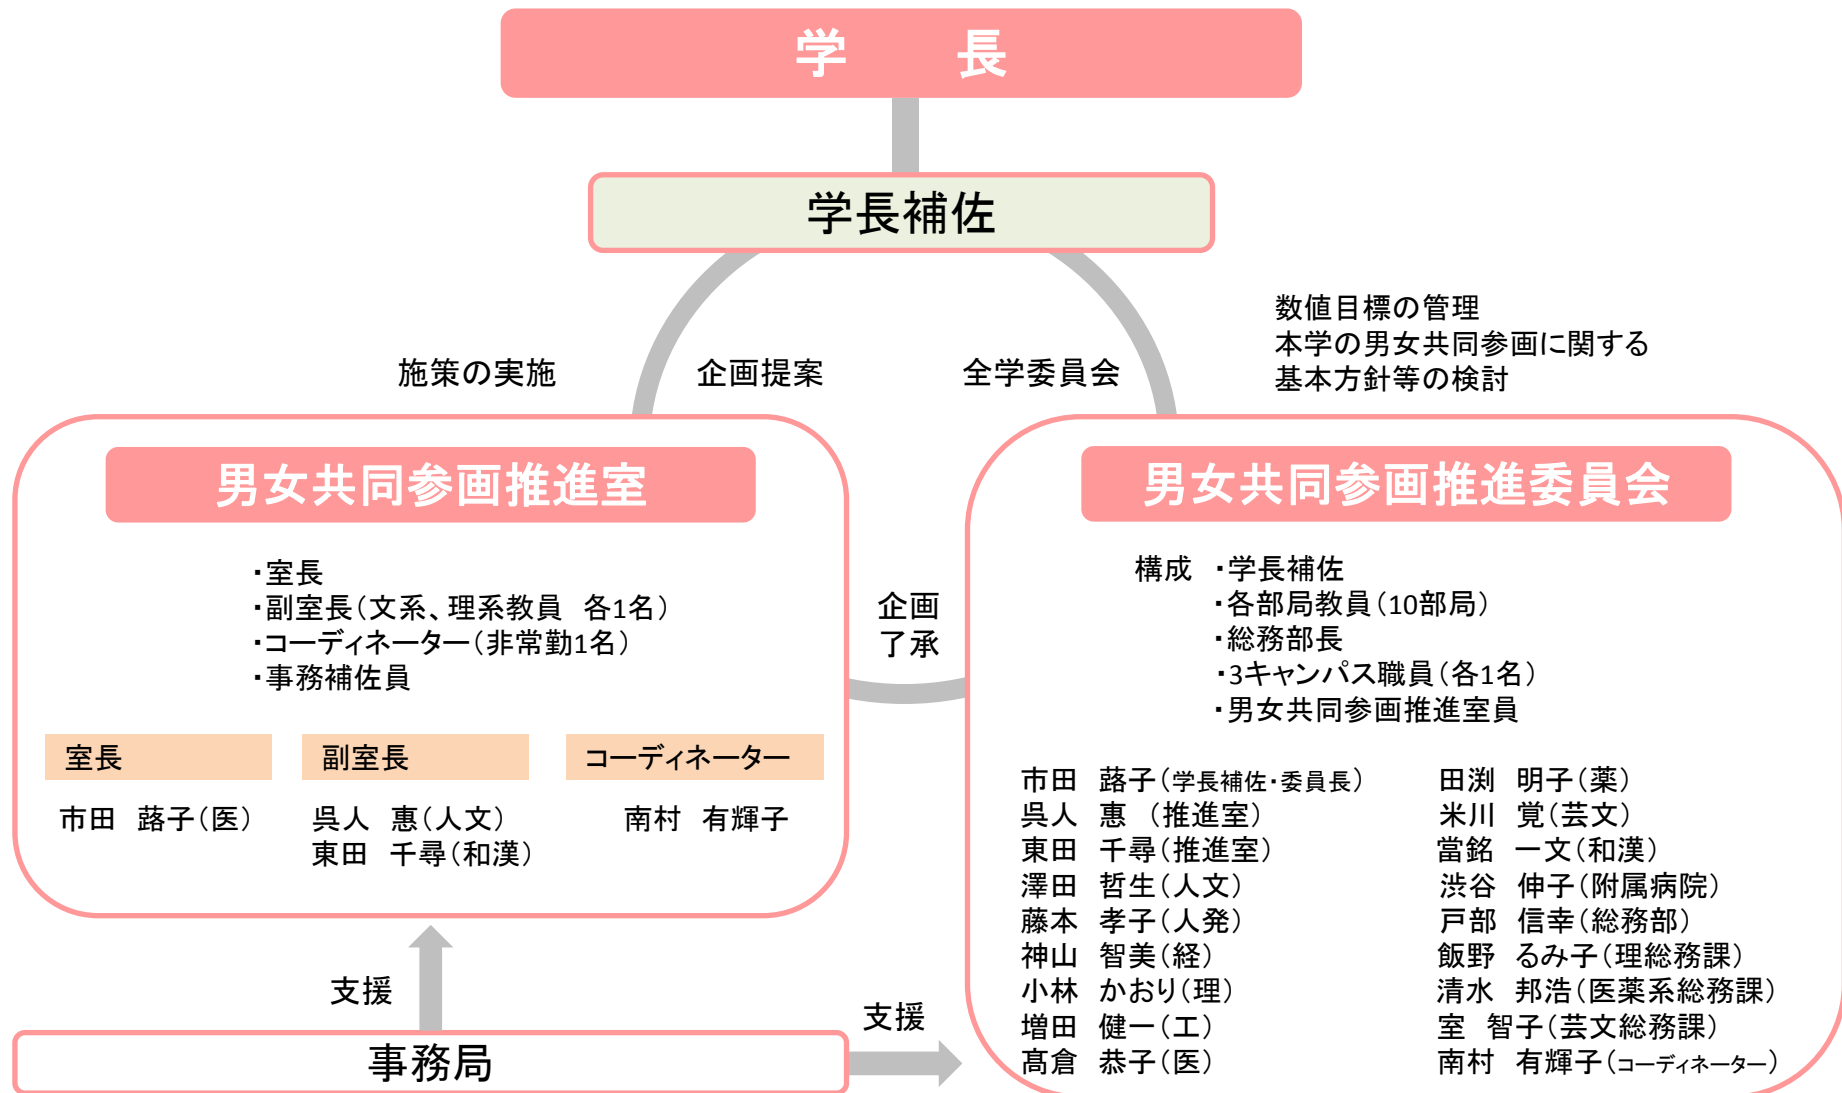 学　長
学長補佐
数値目標の管理
本学の男女共同参画に関する
基本方針等の検討
施策の実施
企画提案
全学委員会
男女共同参画推進室
・室長
・副室長（文系、理系教員　各1名）
・コーディネーター（非常勤1名）
・事務補佐員
室長
市田　蕗子（医）
副室長
呉人　惠（人文）
東田　千尋（和漢）
コーディネーター
南村　有輝子
企画
了承
男女共同参画推進委員会
構成　・学長補佐
・各部局教員（10部局）
・総務部長
・3キャンパス職員（各1名）
・男女共同参画推進室員
市田　蕗子（学長補佐・委員長）
呉人　惠　（推進室）
東田　千尋（推進室）
澤田　哲生（人文）
藤本　孝子（人発）
神山　智美（経）
小林　かおり（理）
増田　健一（工）
髙倉　恭子（医）
田渕　明子（薬）
米川　覚（芸文）
當銘　一文（和漢）
渋谷　伸子（附属病院）
戸部　信幸（総務部）
飯野　るみ子（理総務課）
清水　邦浩（医薬系総務課）
室　智子（芸文総務課）
南村　有輝子（コーディネーター）
支援
支援
事務局